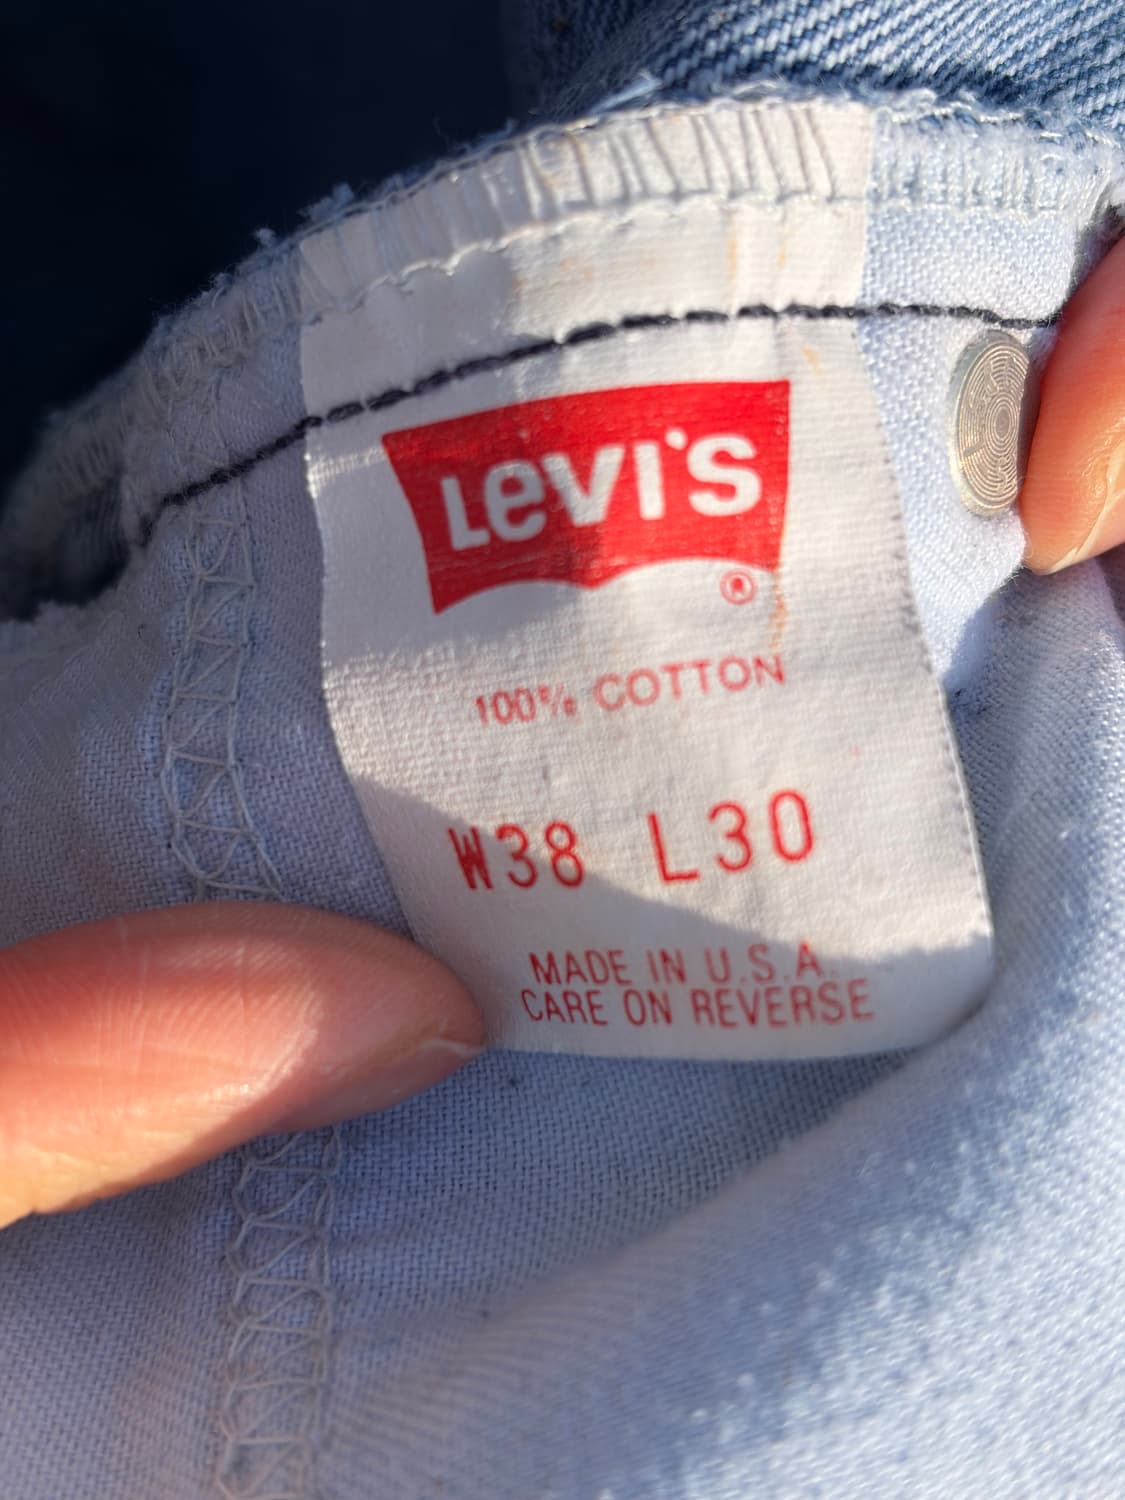 Levi's
®
100% COTTON
W38 L30
MADE IN U.S.A.
CARE ON REVERSE